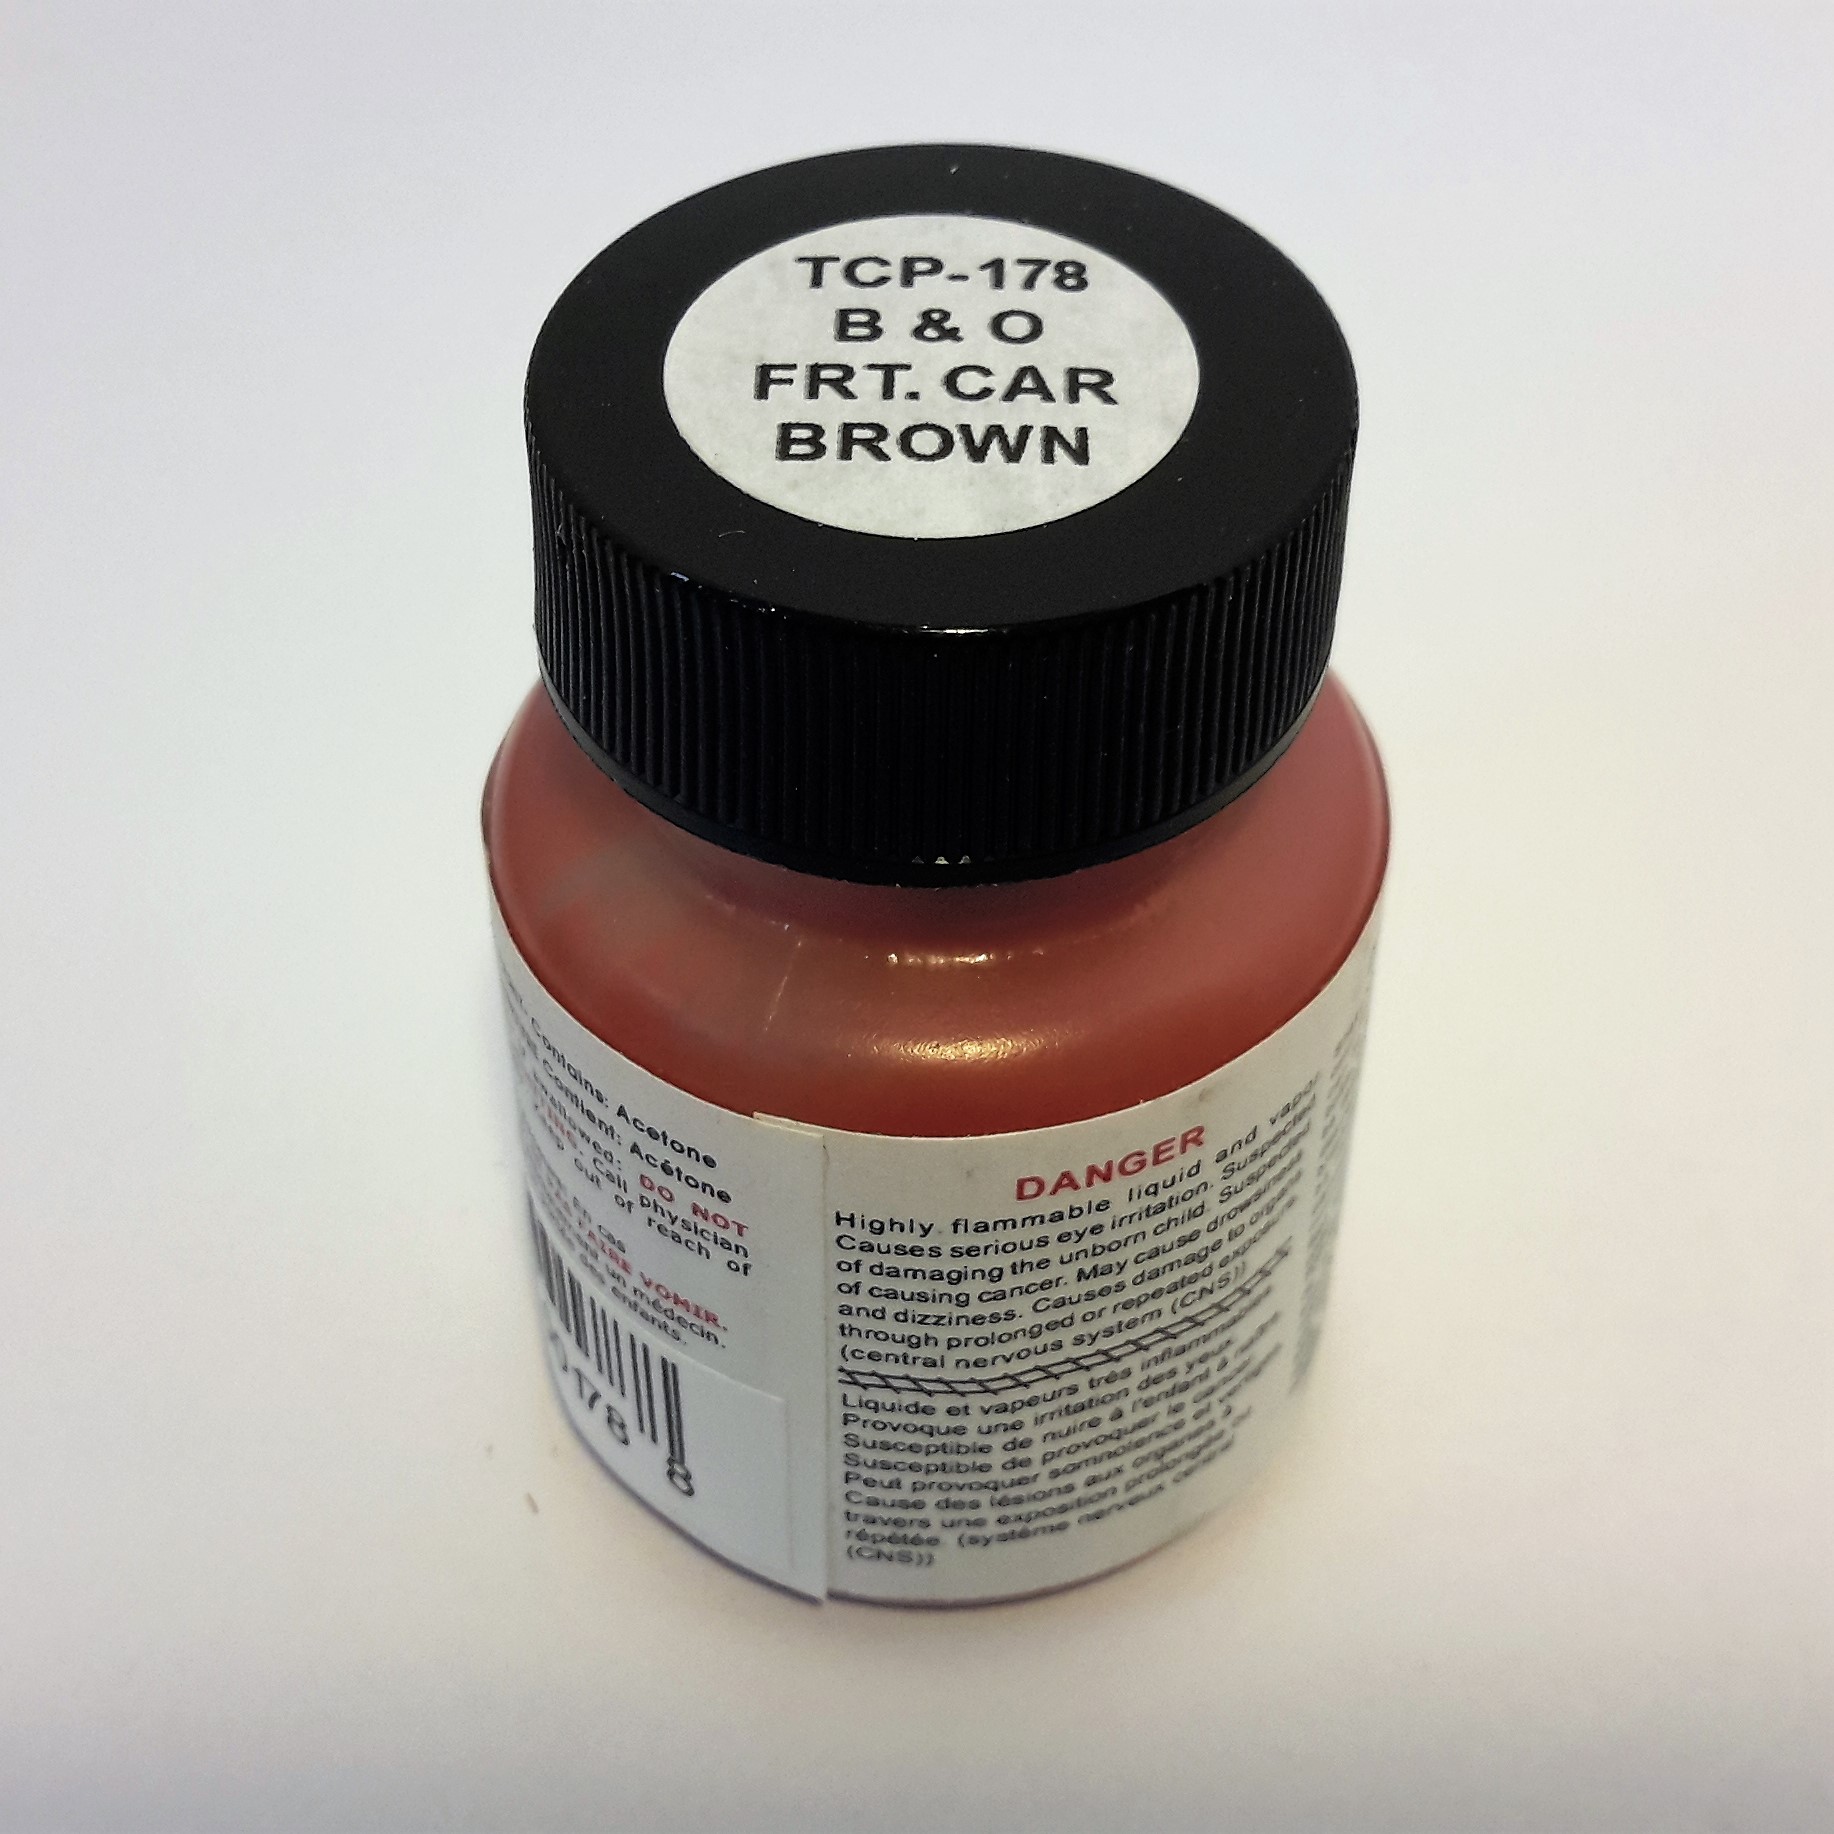 TCP-178
B & O
FRT. CAR
BROWN
Contains: Acetone
Contient: Acétone
swallowed: DO NOT
Call physician
out of reach of
En cas
FAIRE VOMIR.
un médecin.
des enfants.
0178
8
DANGER
Highly flammable liquid and vapor
Causes serious eye irritation. Suspected
of damaging the unborn child. Suspected
of causing cancer. May cause drowsiness
and dizziness. Causes damage to organs
through prolonged or repeated exposure.
(central nervous system (CNS))
Liquide et vapeurs très inflammables
Provoque une irritation des yeux
Susceptible de nuire à l'enfant à naître
Susceptible de provoquer le cancer
Peut provoquer somnolence et vertiges
Cause des lésions aux organes à
travers une exposition prolongée ou
répétée (système nerveux central
(CNS))